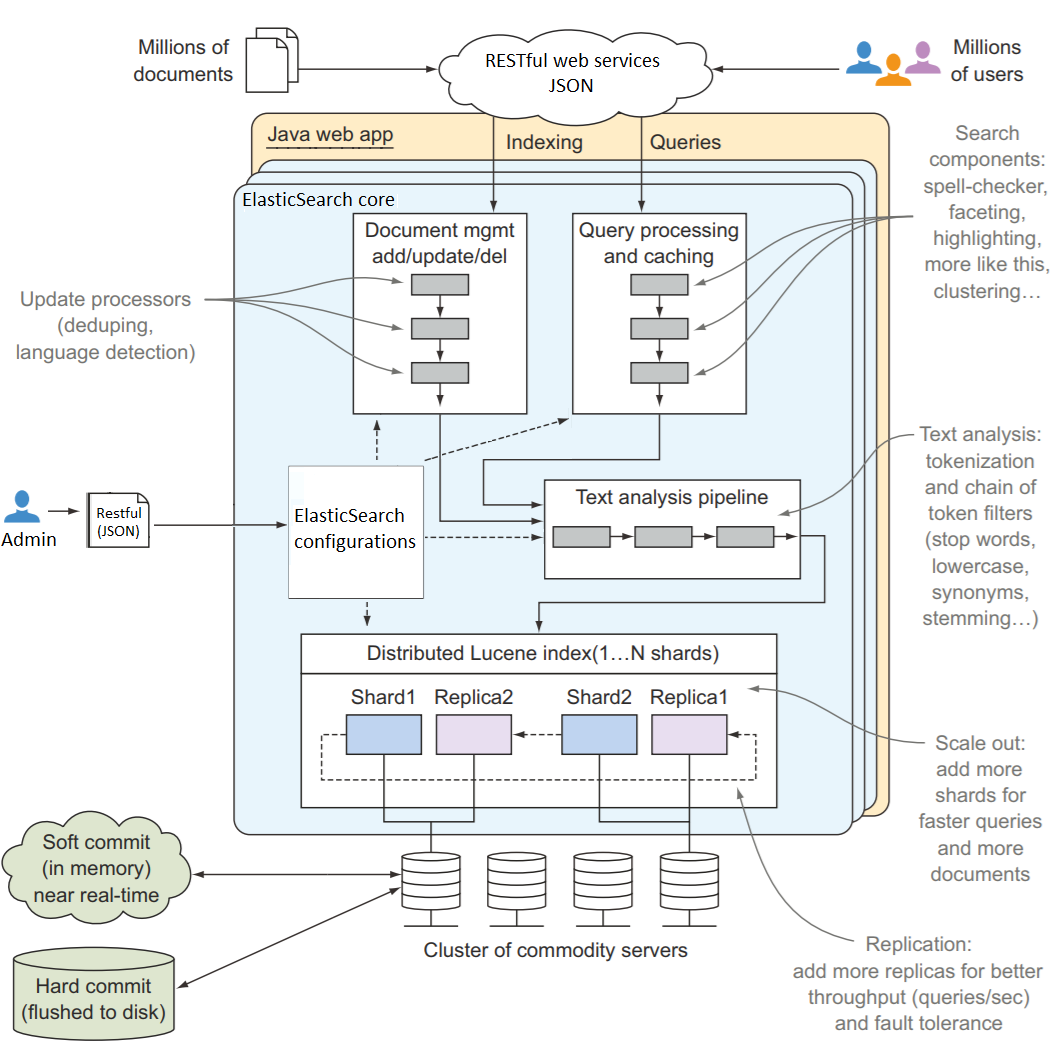 Millions of
documents
RESTful web services
JSON
Millions
of users
Java web app
Indexing
Queries
Search
components:
spell-checker,
faceting,
highlighting,
more like this,
clustering…
ElasticSearch core
Document mgmt
add/update/del
Query processing
and caching
Update processors
(deduping,
language detection)
Text analysis:
tokenization
and chain of
token filters
(stop words,
lowercase,
synonyms,
stemming…)
Admin
Restful
(JSON)
ElasticSearch
configurations
Text analysis pipeline
Distributed Lucene index(1…N shards)
Shard1
Replica2
Shard2
Replica1
Scale out:
add more
shards for
faster queries
and more
documents
Soft commit
(in memory)
near real-time
Cluster of commodity servers
Hard commit
(flushed to disk)
Replication:
add more replicas for better
throughput (queries/sec)
and fault tolerance